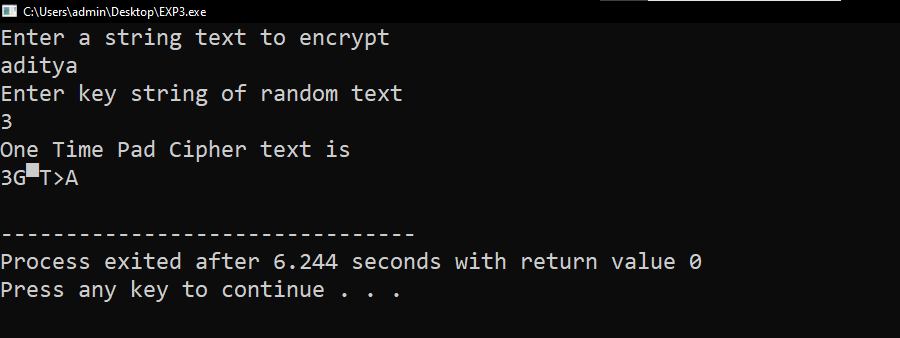 C:\Users\admin\Desktop\EXP3.exe
Enter a string text to encrypt
aditya
Enter key string of random text
3
One Time Pad Cipher text is
3G▀T>A
--------------------------------
Process exited after 6.244 seconds with return value 0
Press any key to continue . . .